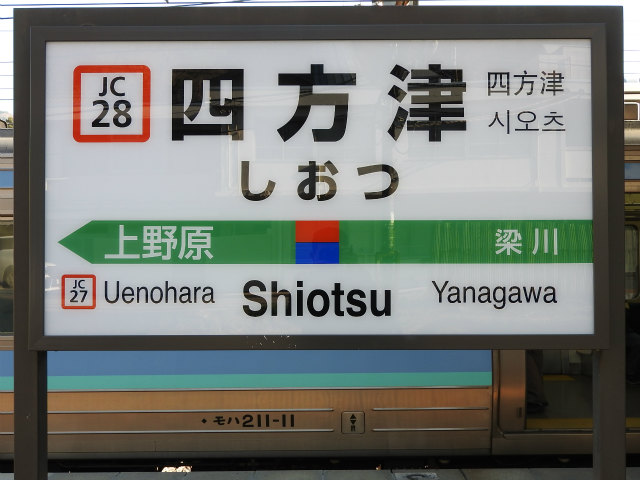 JC
28
四方津
しおつ
四方津
시오츠
上野原
梁川
JC
27
Uenohara
Shiotsu
Yanagawa
モハ211-11